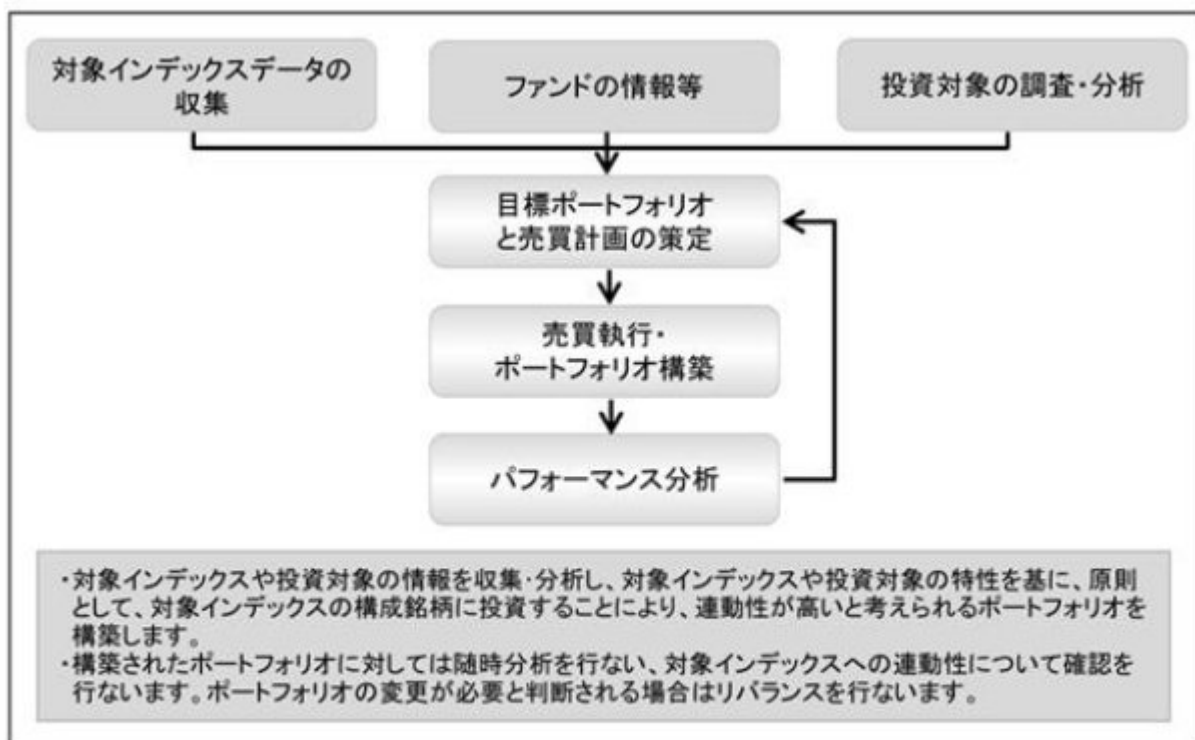 対象インデックスデータの
収集
ファンドの情報等
投資対象の調査・分析
目標ポートフォリオ
と売買計画の策定
売買執行・
ポートフォリオ構築
パフォーマンス分析
・対象インデックスや投資対象の情報を収集・分析し、対象インデックスや投資対象の特性を基に、原則
として、対象インデックスの構成銘柄に投資することにより、連動性が高いと考えられるポートフォリオを
構築します。
・構築されたポートフォリオに対しては随時分析を行ない、対象インデックスへの連動性について確認を
行ないます。ポートフォリオの変更が必要と判断される場合はリバランスを行ないます。